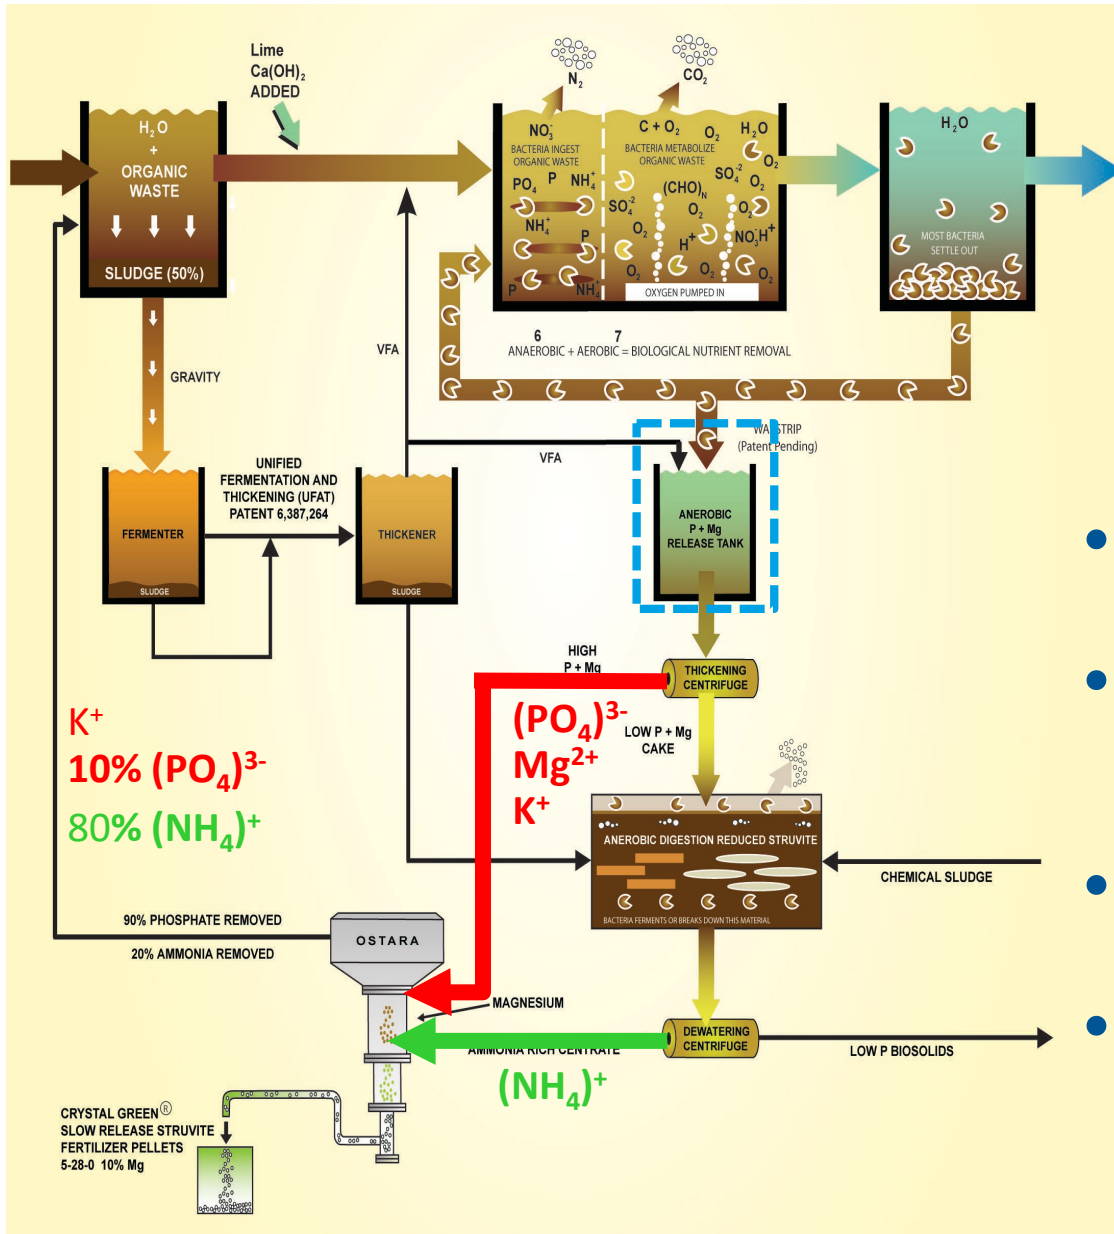 Lime
Ca(OH)₂
ADDED
N₂
CO₂
H₂O
+
ORGANIC
WASTE
SLUDGE (50%)
NO₃⁻
BACTERIA INGEST
ORGANIC WASTE
PO₄
P
NH₄⁺
NH₄⁺
P
P
NH₄⁺
C + O₂
O₂
H₂O
BACTERIA METABOLIZE
ORGANIC WASTE
O₂
SO₄⁻²
O₂
(CHO)N
SO₄⁻²
O₂
O₂
O₂
H⁺
NO₃⁻H⁺
O₂
O₂
O₂
OXYGEN PUMPED IN
H₂O
MOST BACTERIA
SETTLE OUT
6 7
ANAEROBIC + AEROBIC = BIOLOGICAL NUTRIENT REMOVAL
GRAVITY
VFA
VFA
(Patent Pending)
UNIFIED
FERMENTATION AND
THICKENING (UFAT)
PATENT 6,387,264
FERMENTER
SLUDGE
THICKENER
SLUDGE
ANEROBIC
P + Mg
RELEASE TANK
HIGH
P + Mg
THICKENING
CENTRIFUGE
K⁺
10% (PO₄)³⁻
80% (NH₄)⁺
(PO₄)³⁻
Mg²⁺
K⁺
LOW P + Mg
CAKE
ANEROBIC DIGESTION REDUCED STRUVITE
BACTERIA FERMENTS OR BREAKS DOWN THIS MATERIAL
CHEMICAL SLUDGE
90% PHOSPHATE REMOVED
20% AMMONIA REMOVED
OSTARA
MAGNESIUM
AMMONIA RICH CENTRATE
(NH₄)⁺
DEWATERING
CENTRIFUGE
LOW P BIOSOLIDS
CRYSTAL GREEN®
SLOW RELEASE STRUVITE
FERTILIZER PELLETS
5-28-0 10% Mg